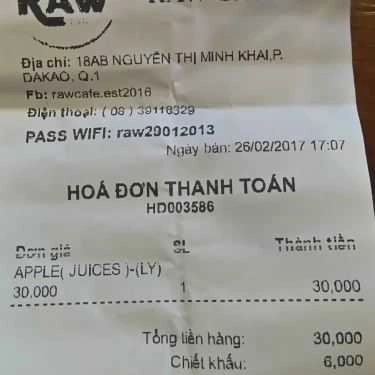 RAW
Địa chỉ: 18AB NGUYỄN THỊ MINH KHAI,P.
DAKAO, Q.1
Fb: rawcafe.est2016
Điện thoại: ( 08 ) 39118329
PASS WIFI: raw29012013
Ngày bán: 26/02/2017 17:07
HOÁ ĐƠN THANH TOÁN
HD003586
Đơn giá SL Thành tiền
APPLE( JUICES )-(LY)
30,000 1 30,000
Tổng tiền hàng: 30,000
Chiết khấu: 6,000